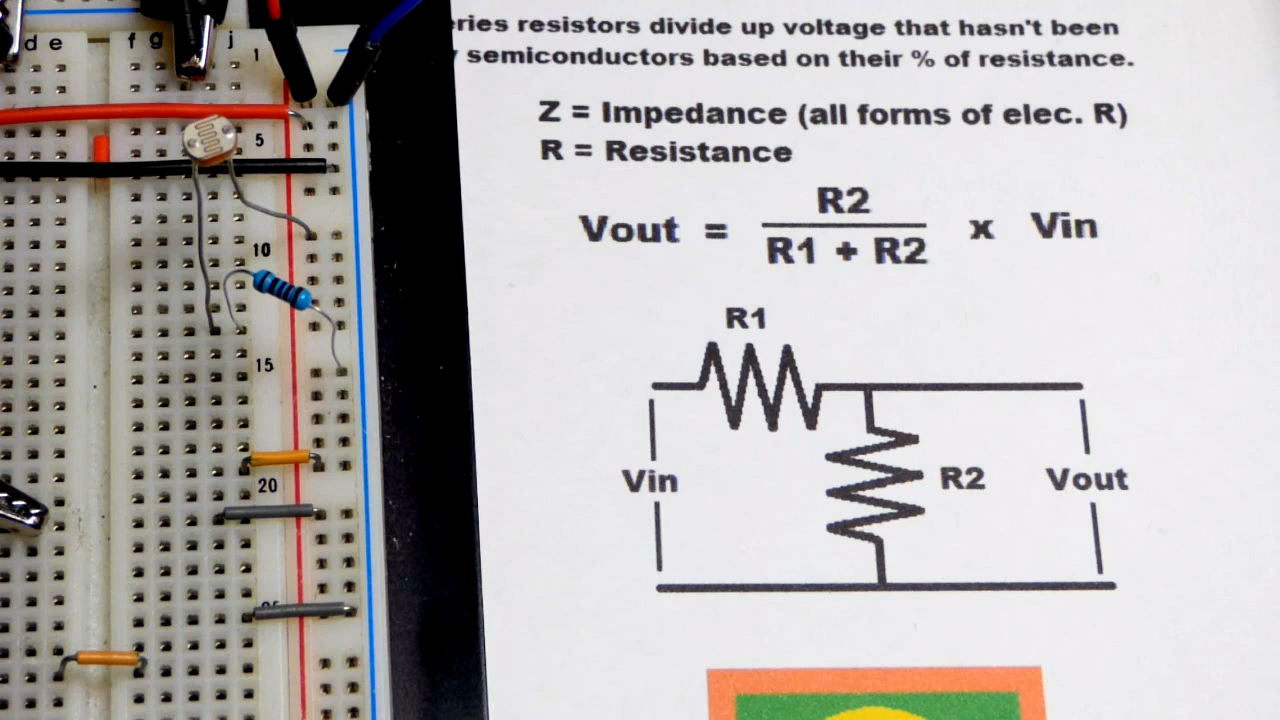 d e f g j
1
5
10
15
20
resistors divide up voltage that hasn't been
semiconductors based on their % of resistance.
Z = Impedance (all forms of elec. R)
R = Resistance
Vout = R2 / R1 + R2 x Vin
R1
Vin
R2
Vout